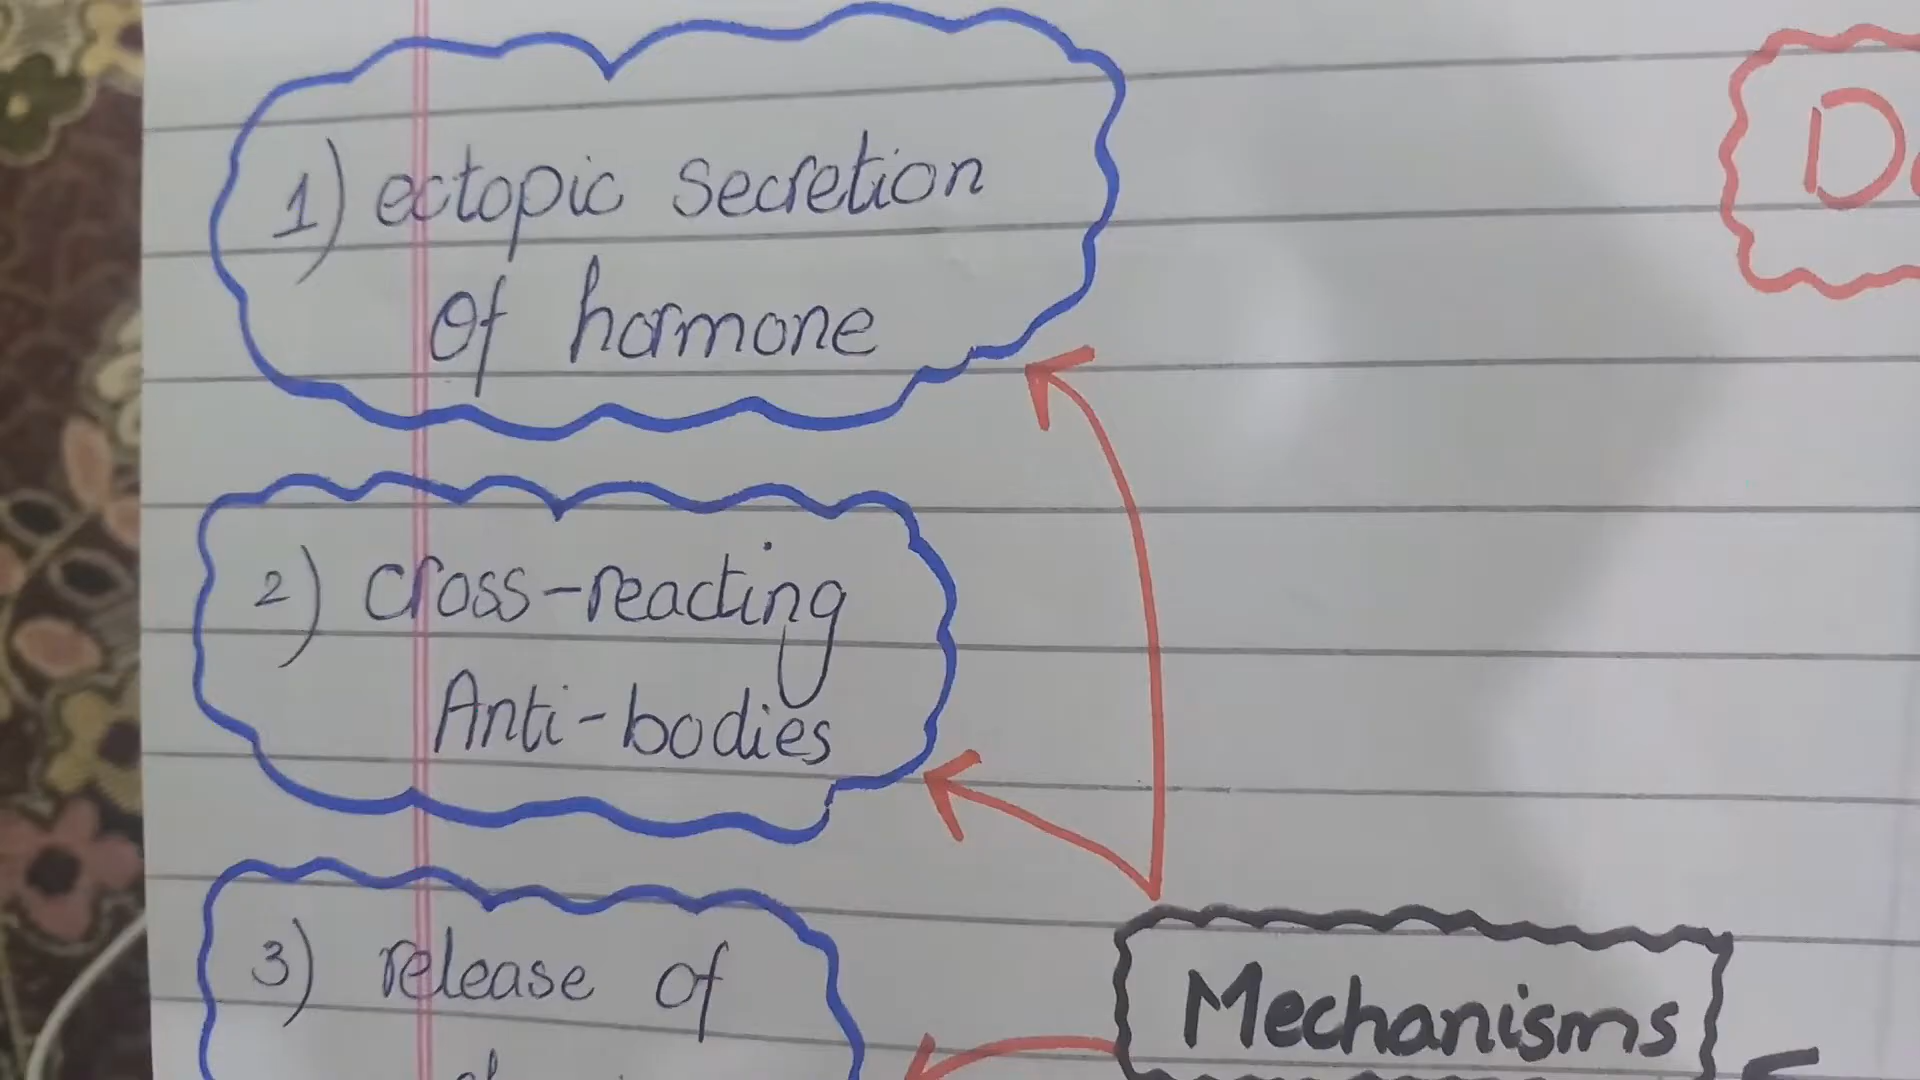 1) ectopic secretion
of hormone
2) cross-reacting
Anti-bodies
3) release of
Mechanisms